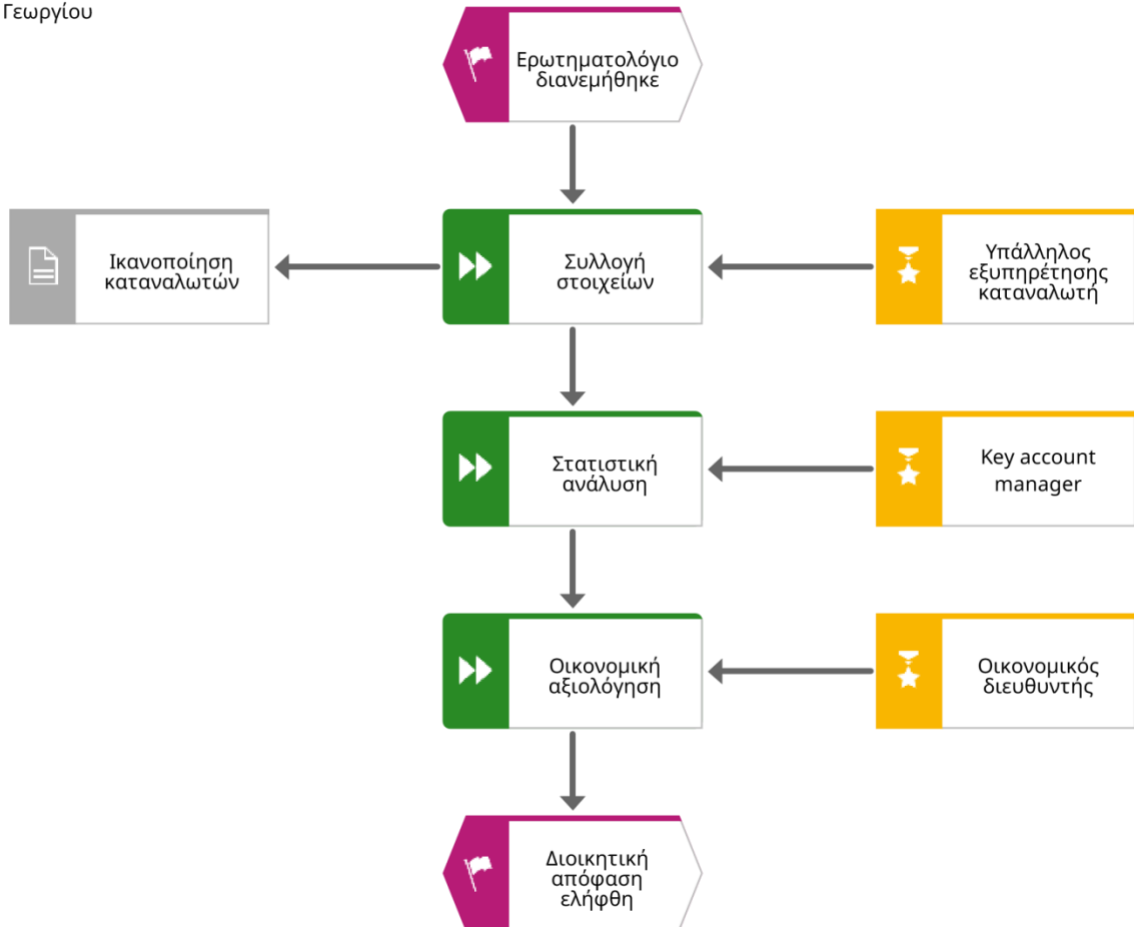 Γεωργίου
Ερωτηματολόγιο
διανεμήθηκε
Ικανοποίηση
καταναλωτών
Συλλογή
στοιχείων
Υπάλληλος
εξυπηρέτησης
καταναλωτή
Στατιστική
ανάλυση
Key account
manager
Οικονομική
αξιολόγηση
Οικονομικός
διευθυντής
Διοικητική
απόφαση
ελήφθη